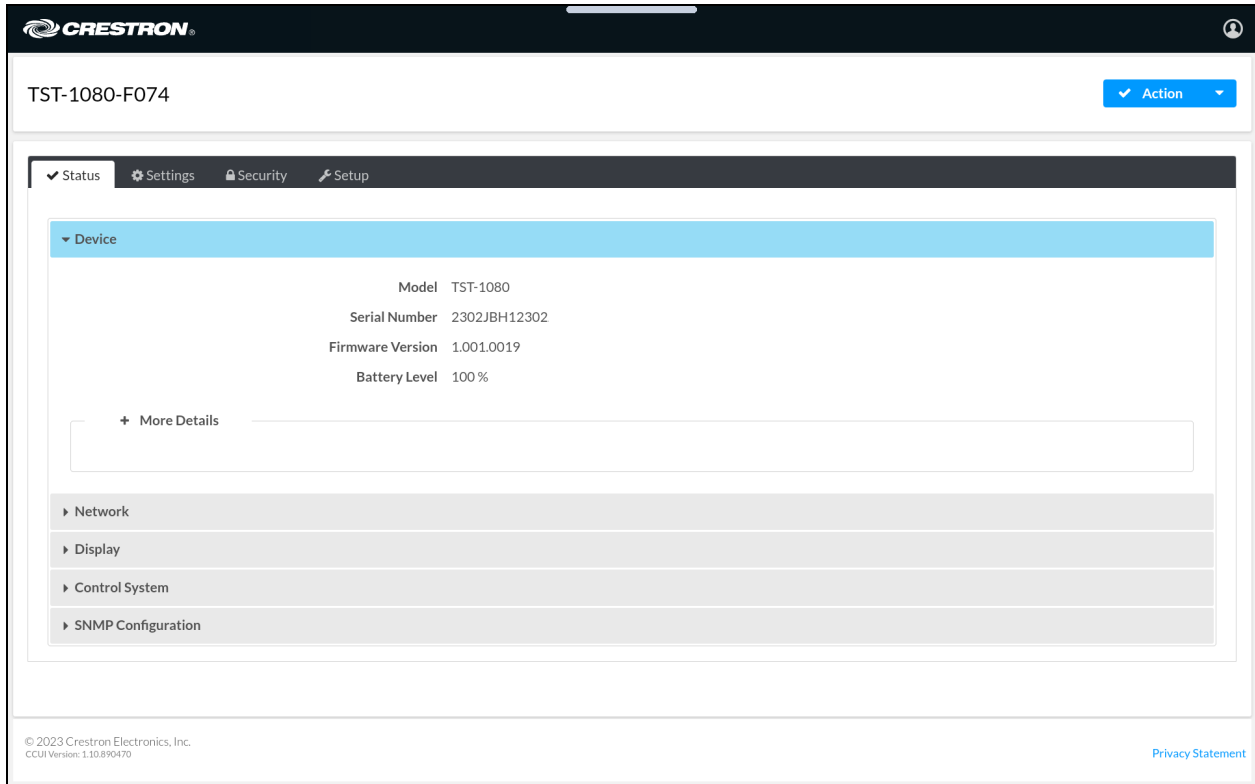 CRESTRON®
TST-1080-F074
Action
Status Settings Security Setup
Device
Model TST-1080
Serial Number 2302JBH12302
Firmware Version 1.001.0019
Battery Level 100 %
+ More Details
Network
Display
Control System
SNMP Configuration
© 2023 Crestron Electronics, Inc.
CCUI Version: 1.10.890470
Privacy Statement